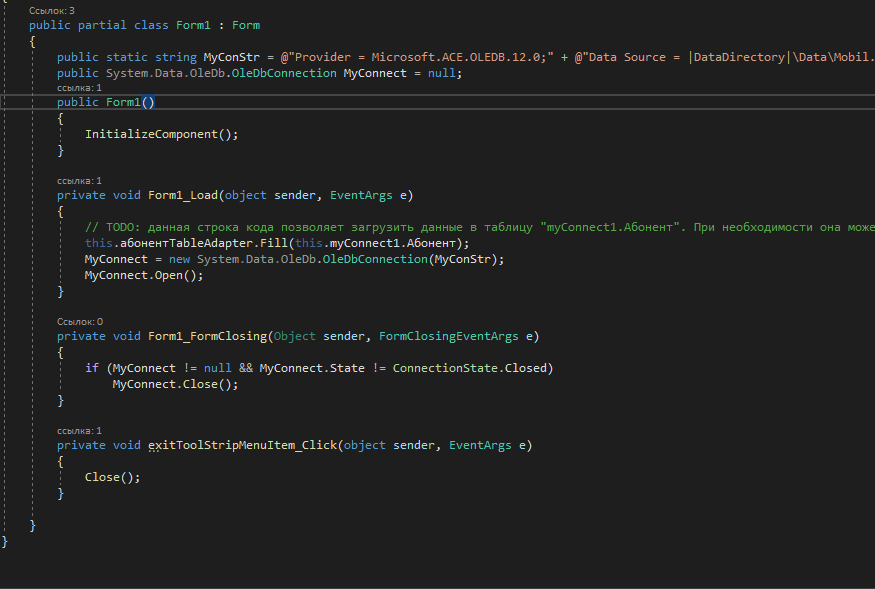 Ссылок: 3
public partial class Form1 : Form
{
public static string MyConStr = @"Provider = Microsoft.ACE.OLEDB.12.0;" + @"Data Source = |DataDirectory|\Data\Mobil.
public System.Data.OleDb.OleDbConnection MyConnect = null;
ссылка: 1
public Form1()
{
InitializeComponent();
}
ссылка: 1
private void Form1_Load(object sender, EventArgs e)
{
// TODO: данная строка кода позволяет загрузить данные в таблицу "myConnect1.Абонент". При необходимости она може
this.абонентTableAdapter.Fill(this.myConnect1.Абонент);
MyConnect = new System.Data.OleDb.OleDbConnection(MyConStr);
MyConnect.Open();
}
Ссылок: 0
private void Form1_FormClosing(Object sender, FormClosingEventArgs e)
{
if (MyConnect != null && MyConnect.State != ConnectionState.Closed)
MyConnect.Close();
}
ссылка: 1
private void exitToolStripMenuItem_Click(object sender, EventArgs e)
{
Close();
}
}
}